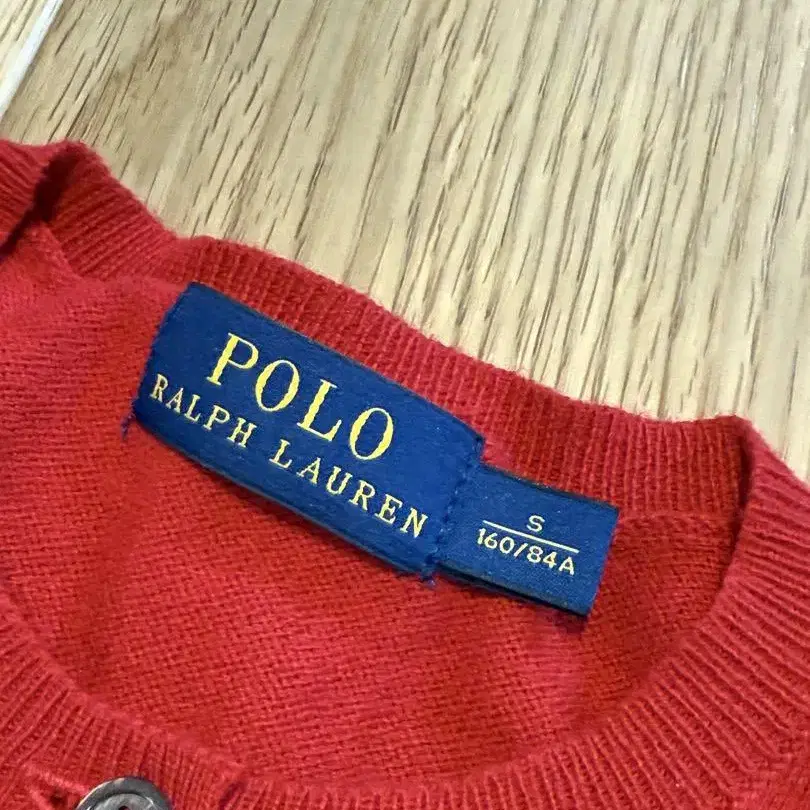 POLO
RALPH LAUREN
S
160/84A